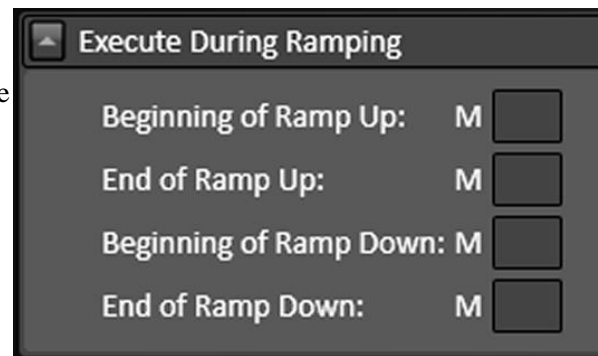 Execute During Ramping
e
Beginning of Ramp Up: M
End of Ramp Up: M
Beginning of Ramp Down: M
End of Ramp Down: M